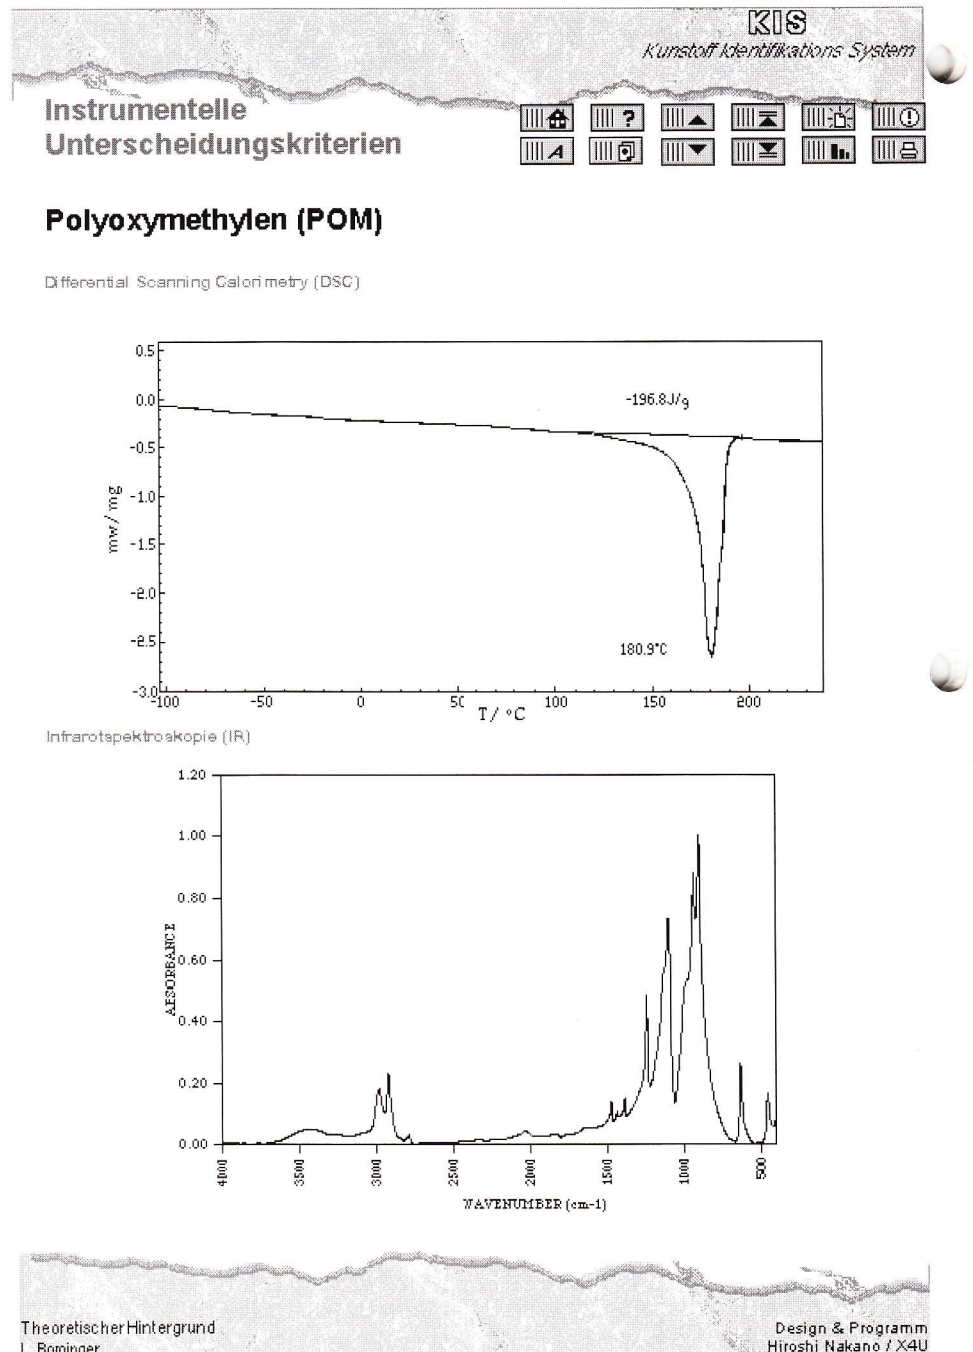 KIS
Kunstoff Identifikations System
Instrumentelle
Unterscheidungskriterien
?
A
Polyoxymethylen (POM)
Differential Scanning Calorimetry (DSC)
0.5
0.0
-0.5
-1.0
-1.5
-2.0
-2.5
-3.0
mw/mg
-196.8J/g
180.9°C
-100 -50 0 50 100 150 200
T/ °C
Infrarotspektroskopie (IR)
1.20
1.00
0.80
0.60
0.40
0.20
0.00
ABSORBANCE
4000 3500 3000 2500 2000 1500 1000 500
WAVENUMBER (cm-1)
Theoretischer Hintergrund
Design & Programm
Hiroshi Nakano / X4U